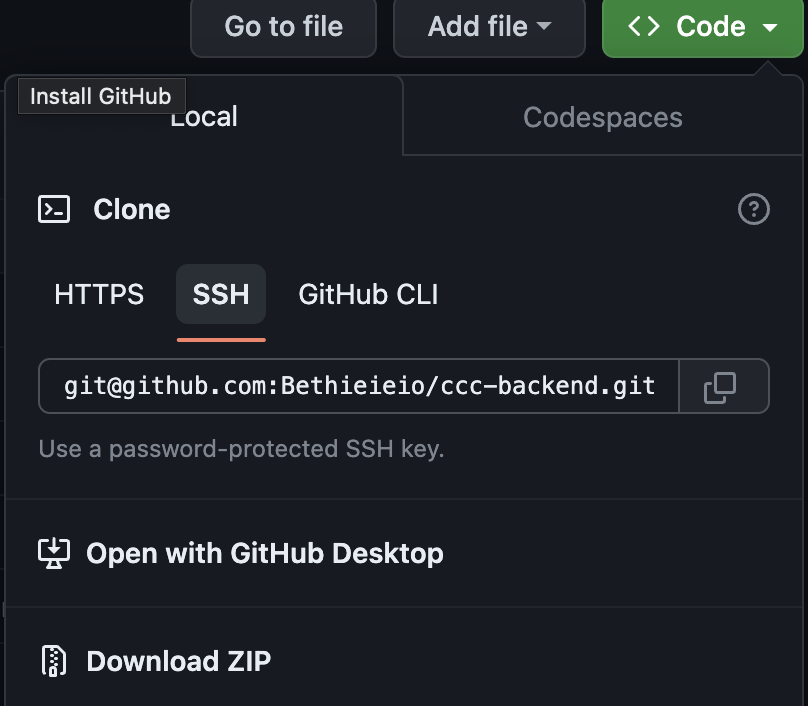 Go to file
Add file
Code
Install GitHub
Local
Codespaces
Clone
HTTPS
SSH
GitHub CLI
git@github.com:Bethieieio/ccc-backend.git
Use a password-protected SSH key.
Open with GitHub Desktop
Download ZIP